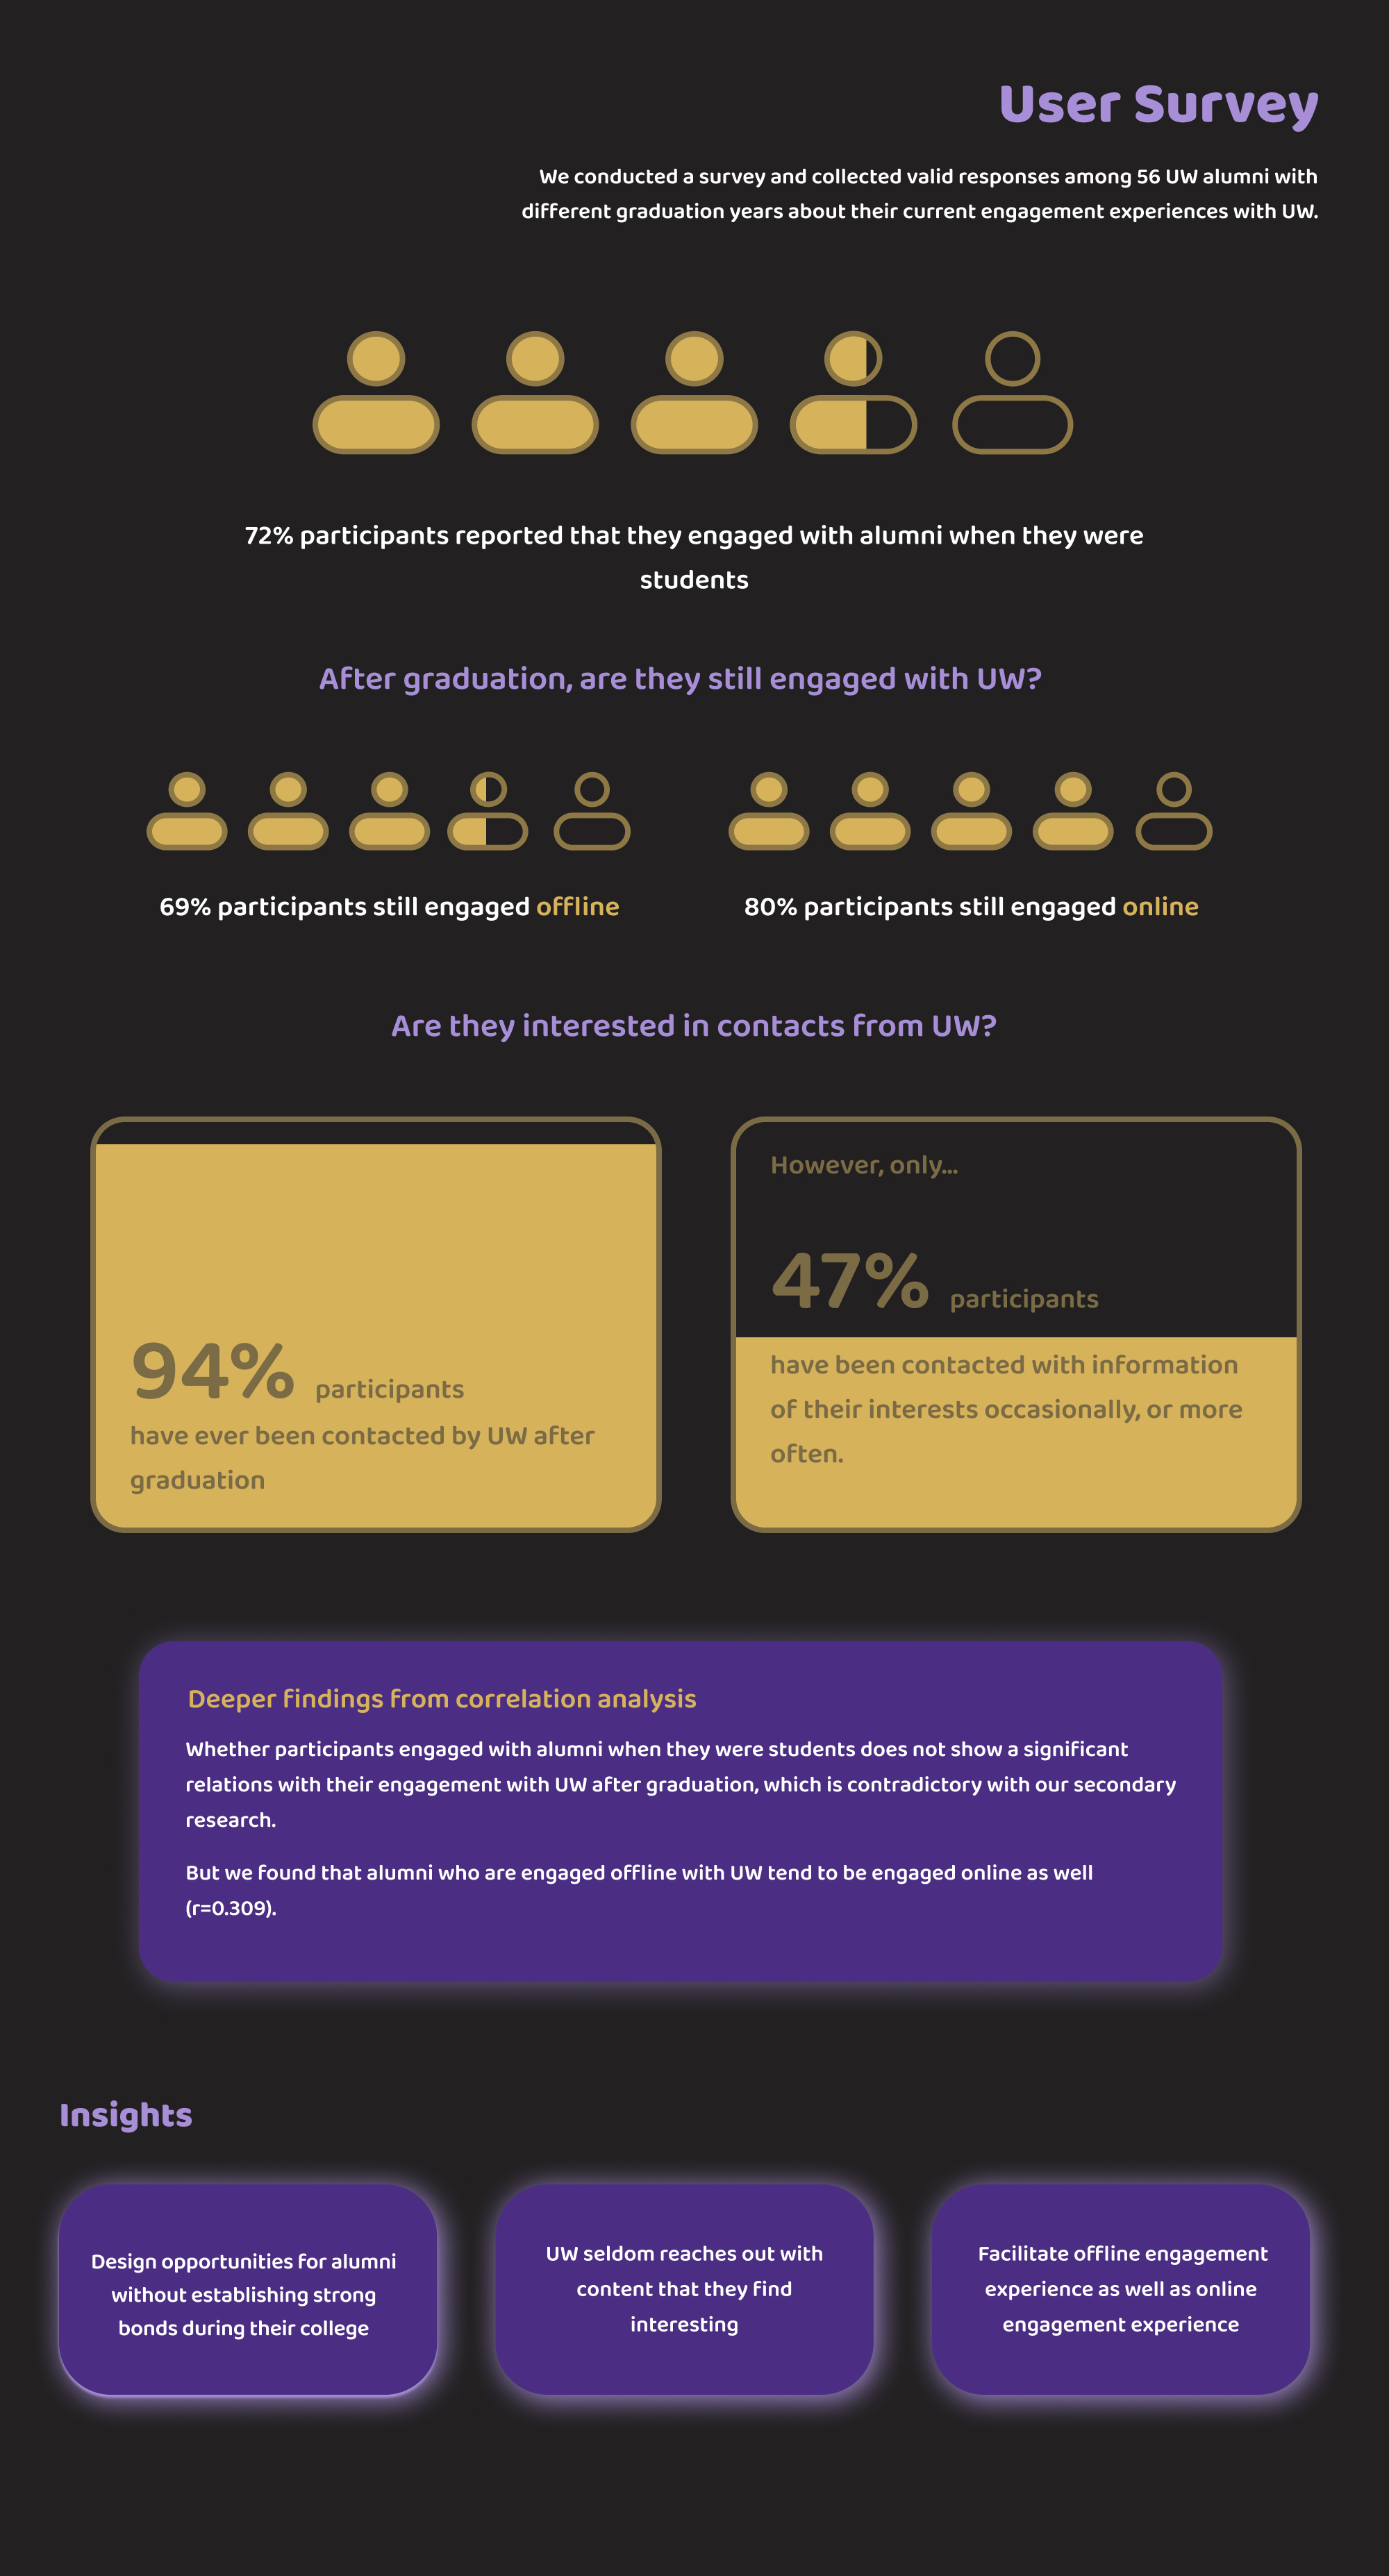 User Survey
We conducted a survey and collected valid responses among 56 UW alumni with
different graduation years about their current engagement experiences with UW.
72% participants reported that they engaged with alumni when they were
students
After graduation, are they still engaged with UW?
69% participants still engaged offline
80% participants still engaged online
Are they interested in contacts from UW?
94% participants
have ever been contacted by UW after
graduation
However, only...
47% participants
have been contacted with information
of their interests occasionally, or more
often.
Deeper findings from correlation analysis
Whether participants engaged with alumni when they were students does not show a significant
relations with their engagement with UW after graduation, which is contradictory with our secondary
research.
But we found that alumni who are engaged offline with UW tend to be engaged online as well
(r=0.309).
Insights
Design opportunities for alumni
without establishing strong
bonds during their college
UW seldom reaches out with
content that they find
interesting
Facilitate offline engagement
experience as well as online
engagement experience